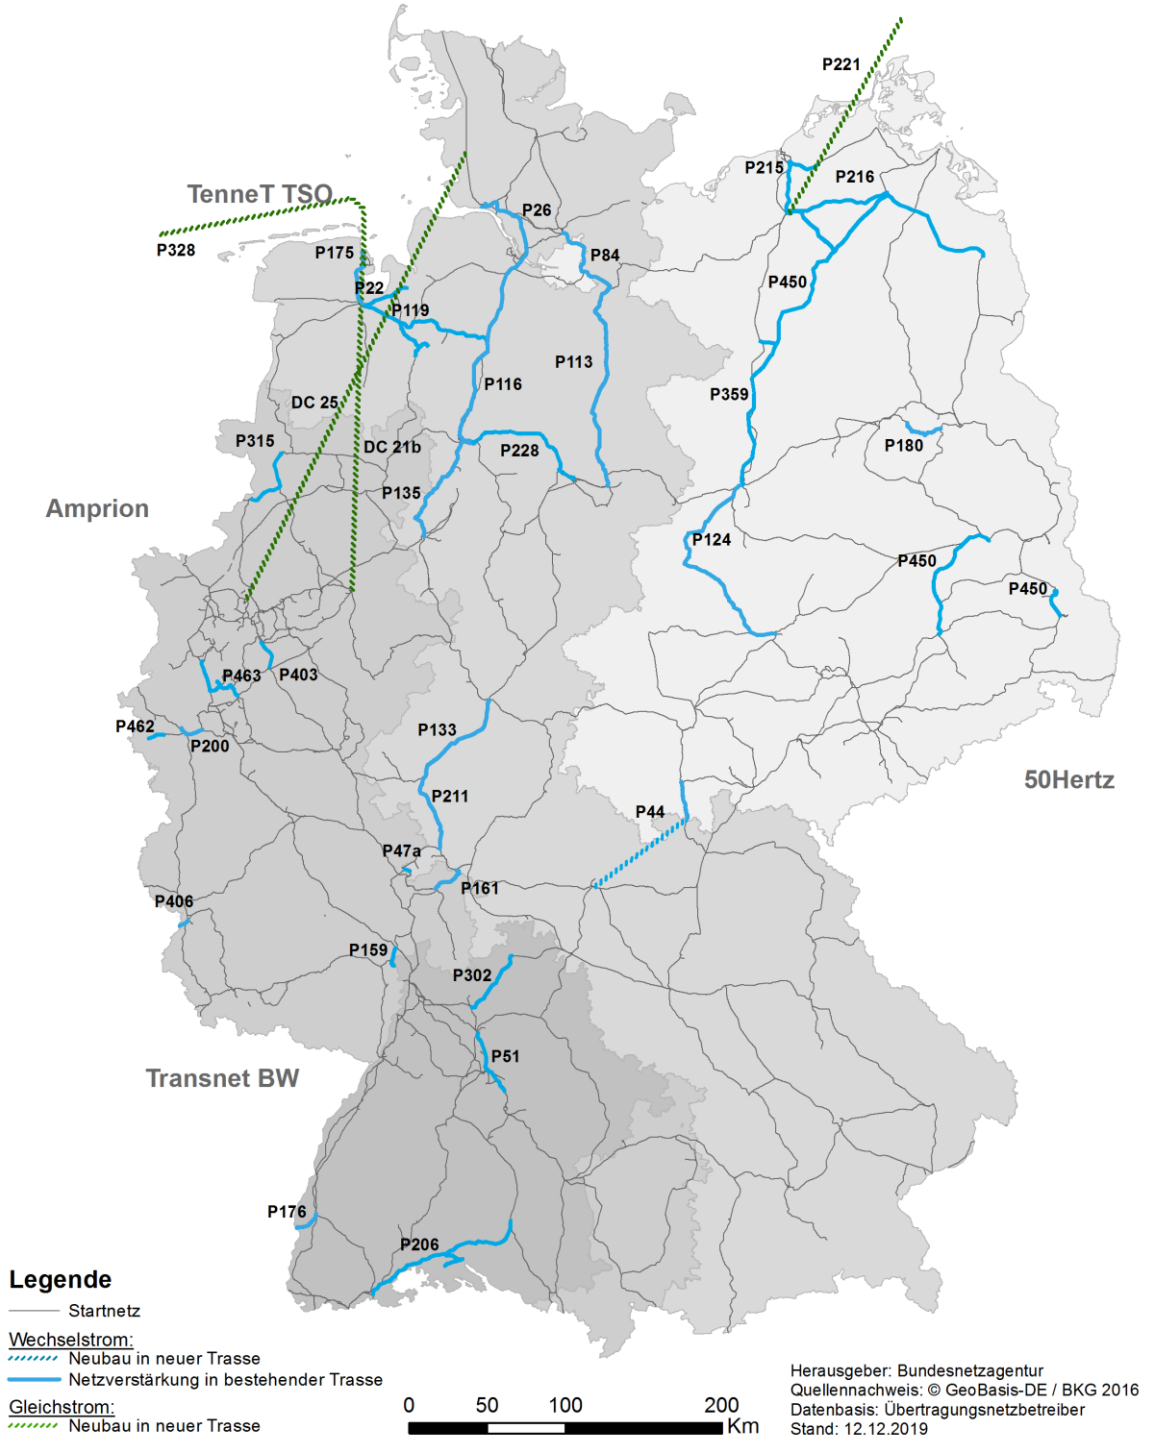 P221
P215
P216
TenneT TSO
P26
P328
P175
P84
P22
P450
P119
P113
P116
P359
DC 25
P315
DC 21b
P228
P180
P135
Amprion
P124
P450
P450
P463
P403
P462
P200
P133
50Hertz
P211
P44
P47a
P161
P406
P159
P302
P51
Transnet BW
P176
P206
Legende
Startnetz
Wechselstrom:
Neubau in neuer Trasse
Netzverstärkung in bestehender Trasse
Gleichstrom:
Neubau in neuer Trasse
0 50 100 200
Km
Herausgeber: Bundesnetzagentur
Quellennachweis: © GeoBasis-DE / BKG 2016
Datenbasis: Übertragungsnetzbetreiber
Stand: 12.12.2019